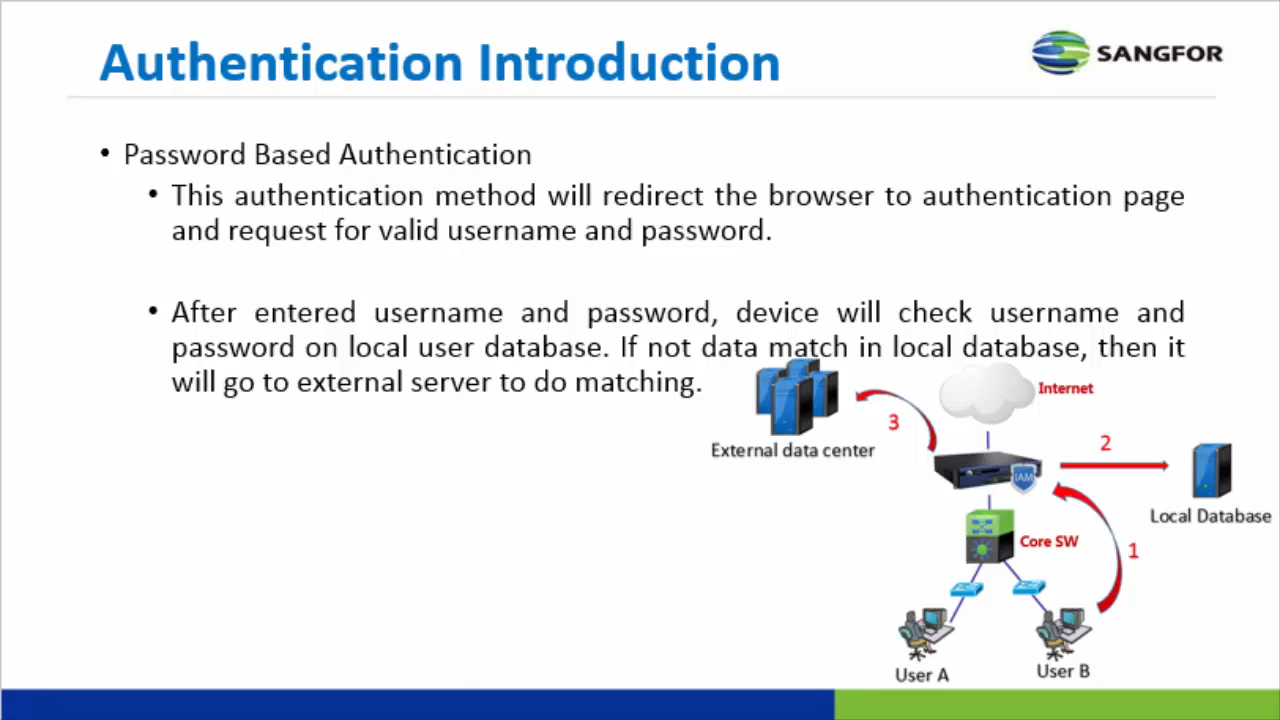 Authentication Introduction
SANGFOR
• Password Based Authentication
• This authentication method will redirect the browser to authentication page
and request for valid username and password.
• After entered username and password, device will check username and
password on local user database. If not data match in local database, then it
will go to external server to do matching.
Internet
3
2
External data center
IAM
Local Database
Core SW
1
User A
User B